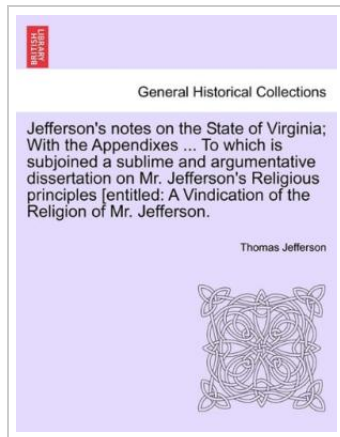 BRITISH
LIBRARY
General Historical Collections
Jefferson's notes on the State of Virginia;
With the Appendixes ... To which is
subjoined a sublime and argumentative
dissertation on Mr. Jefferson's Religious
principles [entitled: A Vindication of the
Religion of Mr. Jefferson.
Thomas Jefferson